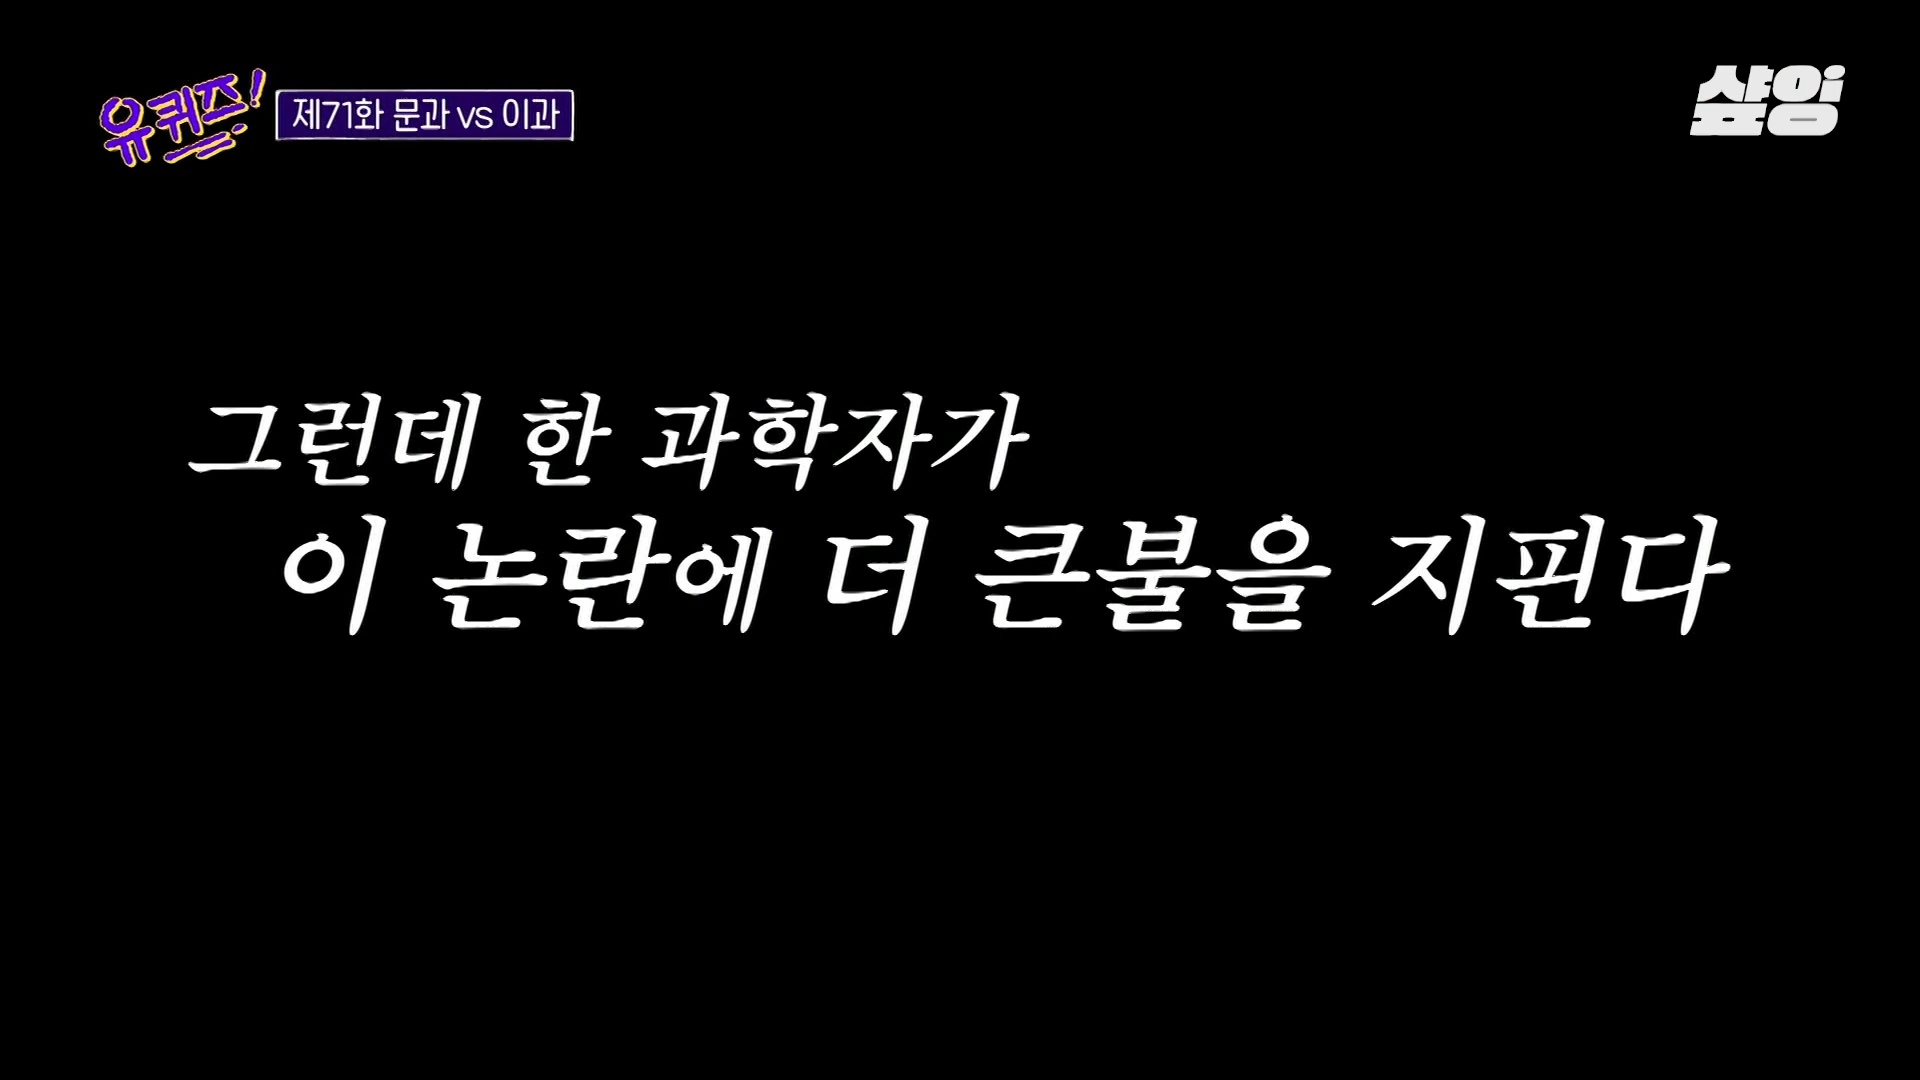 유퀴즈!
제71화 문과 vs 이과
샾잉
그런데 한 과학자가
이 논란에 더 큰불을 지핀다